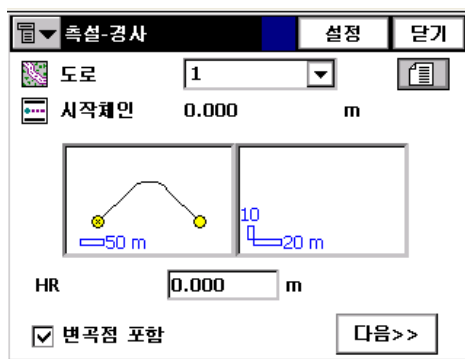 측설-경사 설정 닫기
도로 1
시작체인 0.000 m
50 m
10
20 m
HR 0.000 m
변곡점 포함 다음>>